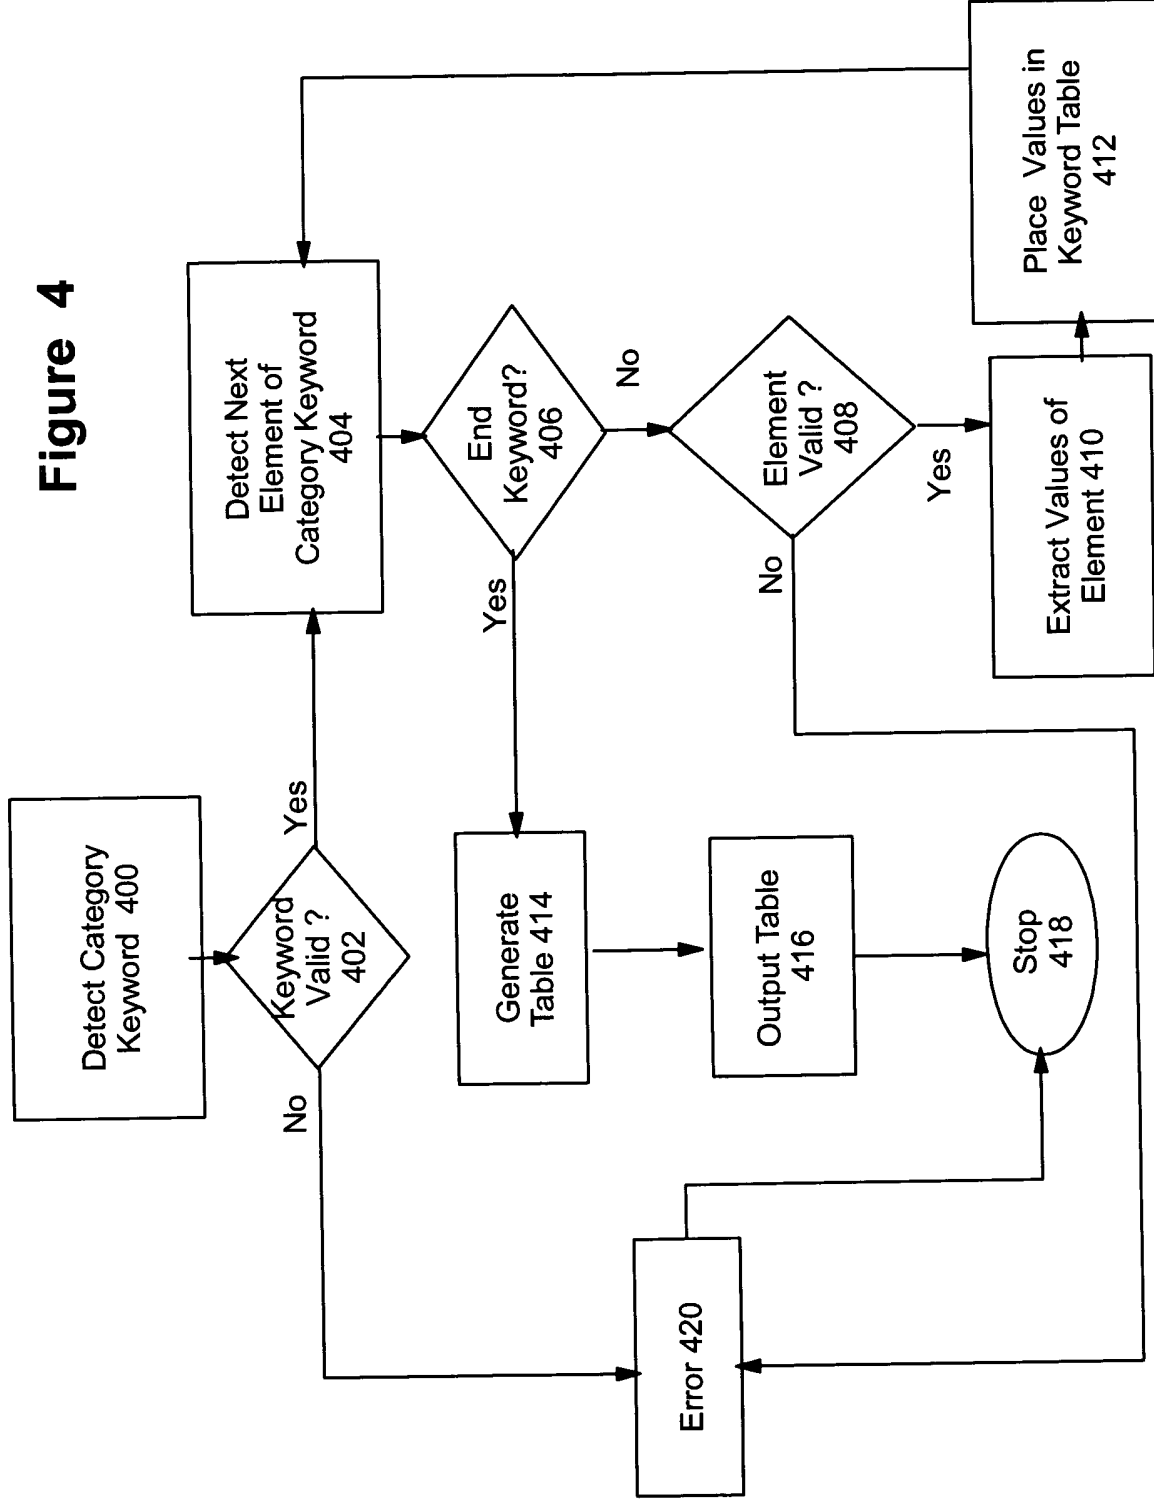 Figure 4
Detect Category
Keyword 400
Keyword
Valid ?
402
Yes
No
Detect Next
Element of
Category Keyword
404
End
Keyword?
406
Yes
No
Element
Valid ?
408
No
Yes
Extract Values of
Element 410
Place Values in
Keyword Table
412
Generate
Table 414
Output Table
416
Stop
418
Error 420